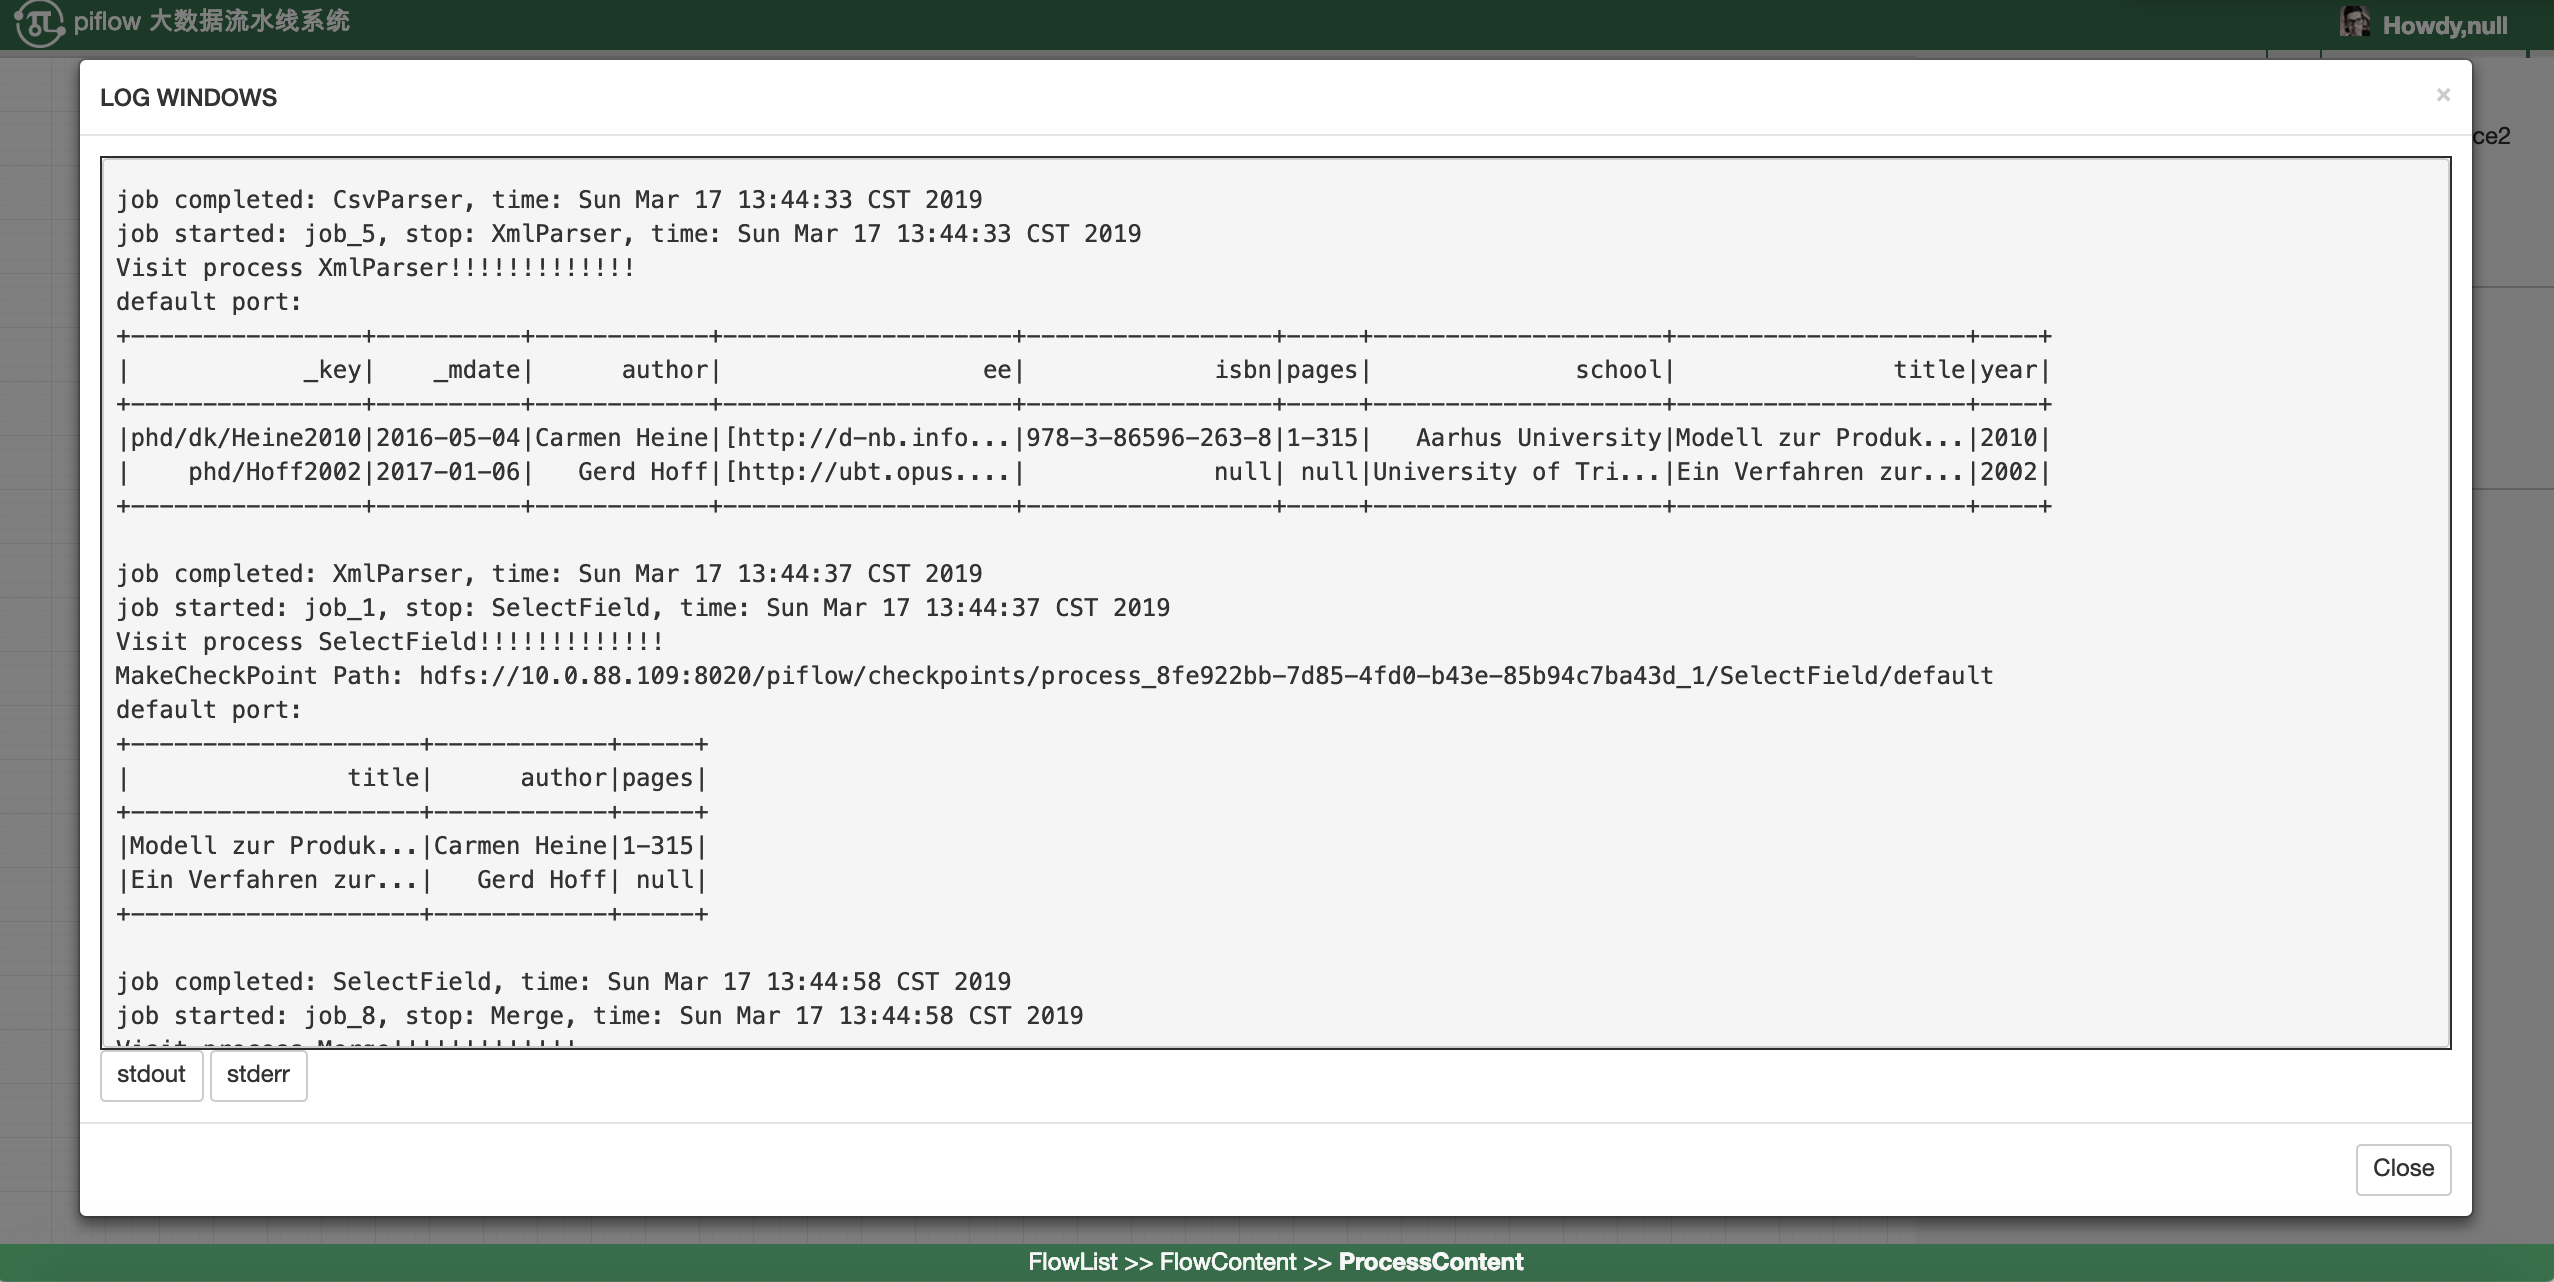 piflow 大数据流水线系统
Howdy,null
LOG WINDOWS
×
ce2
job completed: CsvParser, time: Sun Mar 17 13:44:33 CST 2019
job started: job_5, stop: XmlParser, time: Sun Mar 17 13:44:33 CST 2019
Visit process XmlParser!!!!!!!!!!!!!
default port:
+----------------+----------+------------+--------------------+-----------------+-----+--------------------+--------------------+----+
|            _key|    _mdate|      author|                  ee|             isbn|pages|              school|               title|year|
+----------------+----------+------------+--------------------+-----------------+-----+--------------------+--------------------+----+
|phd/dk/Heine2010|2016-05-04|Carmen Heine|[http://d-nb.info...|978-3-86596-263-8|1-315|   Aarhus University|Modell zur Produk...|2010|
|    phd/Hoff2002|2017-01-06|   Gerd Hoff|[http://ubt.opus....|             null| null|University of Tri...|Ein Verfahren zur...|2002|
+----------------+----------+------------+--------------------+-----------------+-----+--------------------+--------------------+----+
job completed: XmlParser, time: Sun Mar 17 13:44:37 CST 2019
job started: job_1, stop: SelectField, time: Sun Mar 17 13:44:37 CST 2019
Visit process SelectField!!!!!!!!!!!!!
MakeCheckPoint Path: hdfs://10.0.88.109:8020/piflow/checkpoints/process_8fe922bb-7d85-4fd0-b43e-85b94c7ba43d_1/SelectField/default
default port:
+--------------------+------------+-----+
|               title|      author|pages|
+--------------------+------------+-----+
|Modell zur Produk...|Carmen Heine|1-315|
|Ein Verfahren zur...|   Gerd Hoff| null|
+--------------------+------------+-----+
job completed: SelectField, time: Sun Mar 17 13:44:58 CST 2019
job started: job_8, stop: Merge, time: Sun Mar 17 13:44:58 CST 2019
Visit process Merge!!!!!!!!!!!!!
stdout stderr
Close
FlowList >> FlowContent >> ProcessContent